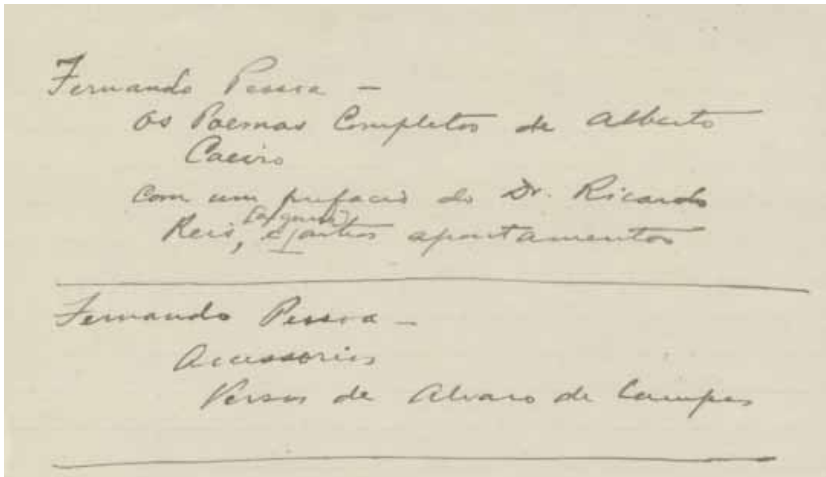 Fernando Pessoa —
Os Poemas Completos de Alberto
Caeiro
com um prefacio do Dr. Ricardo
Reis, e outros apontamentos
Fernando Pessoa —
Accessorios
Versos de Alvaro de Campos